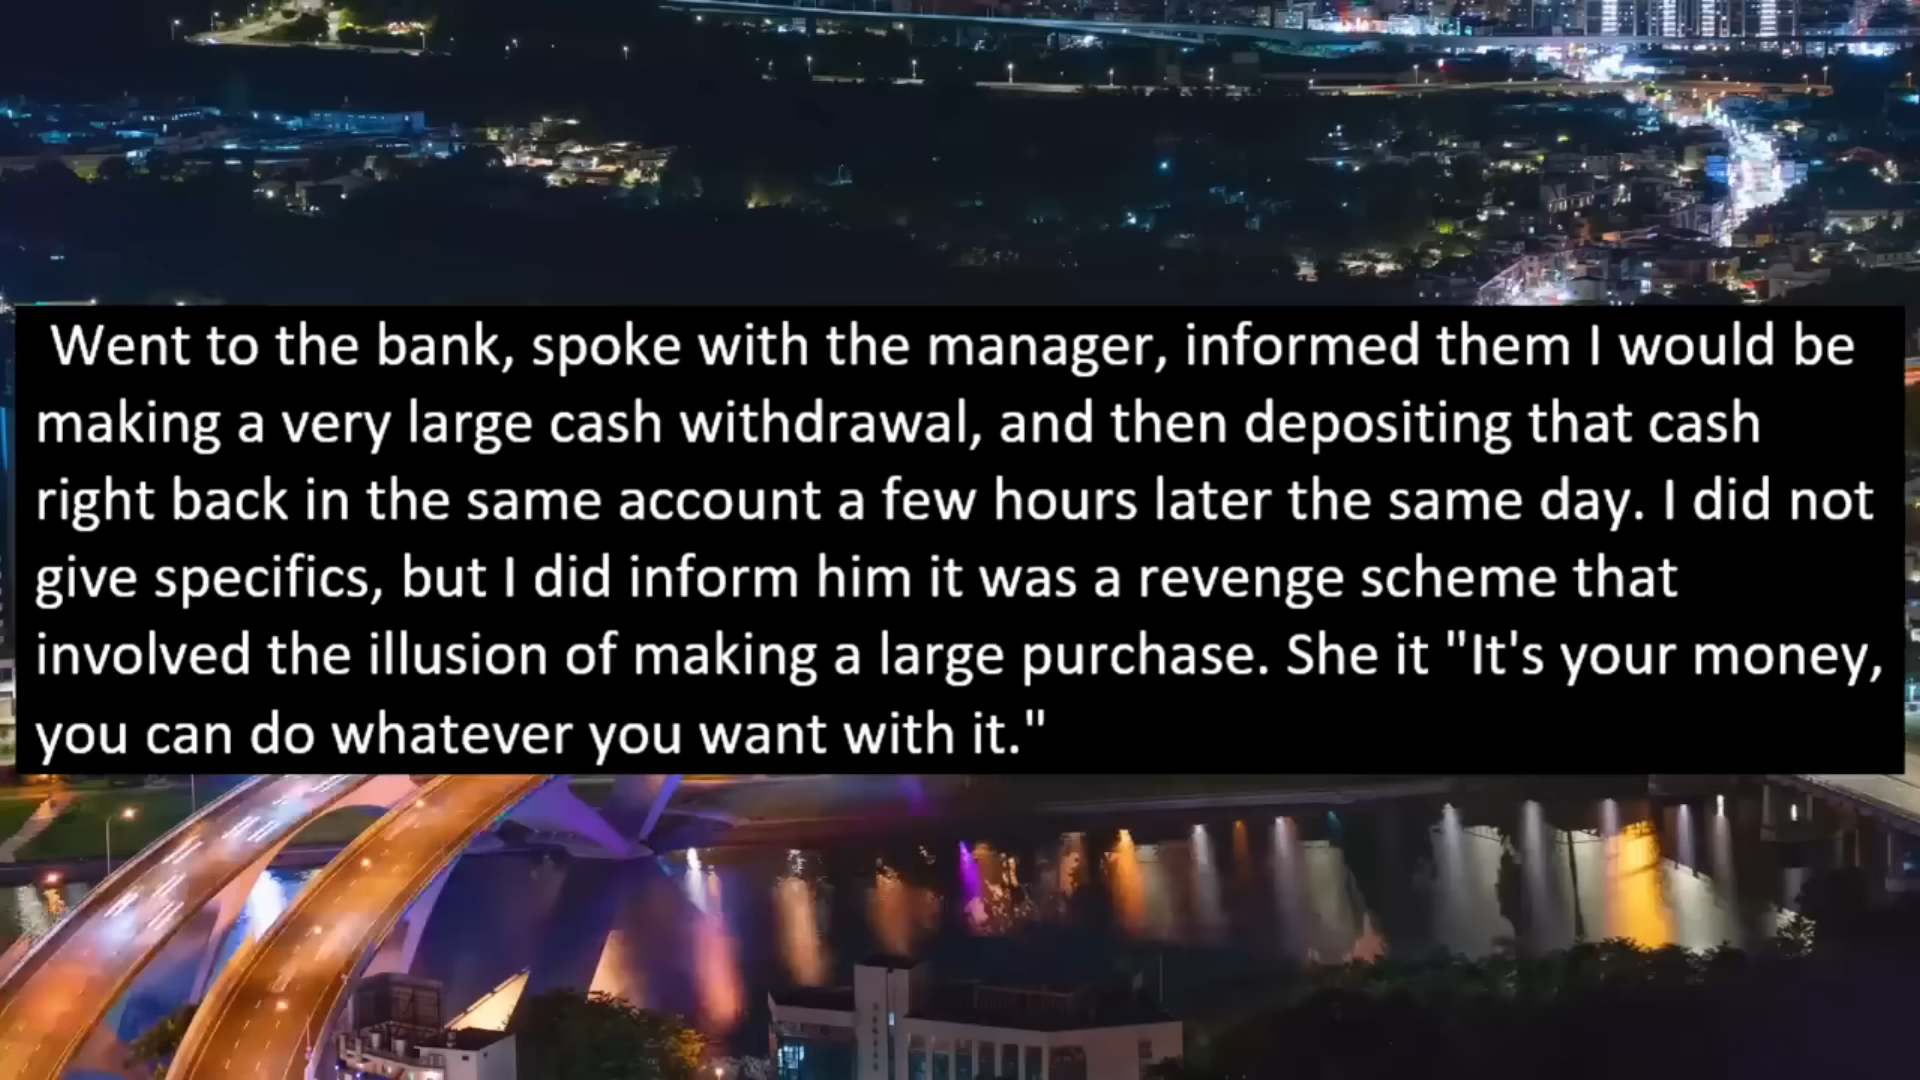 Went to the bank, spoke with the manager, informed them I would be
making a very large cash withdrawal, and then depositing that cash
right back in the same account a few hours later the same day. I did not
give specifics, but I did inform him it was a revenge scheme that
involved the illusion of making a large purchase. She it "It's your money,
you can do whatever you want with it."